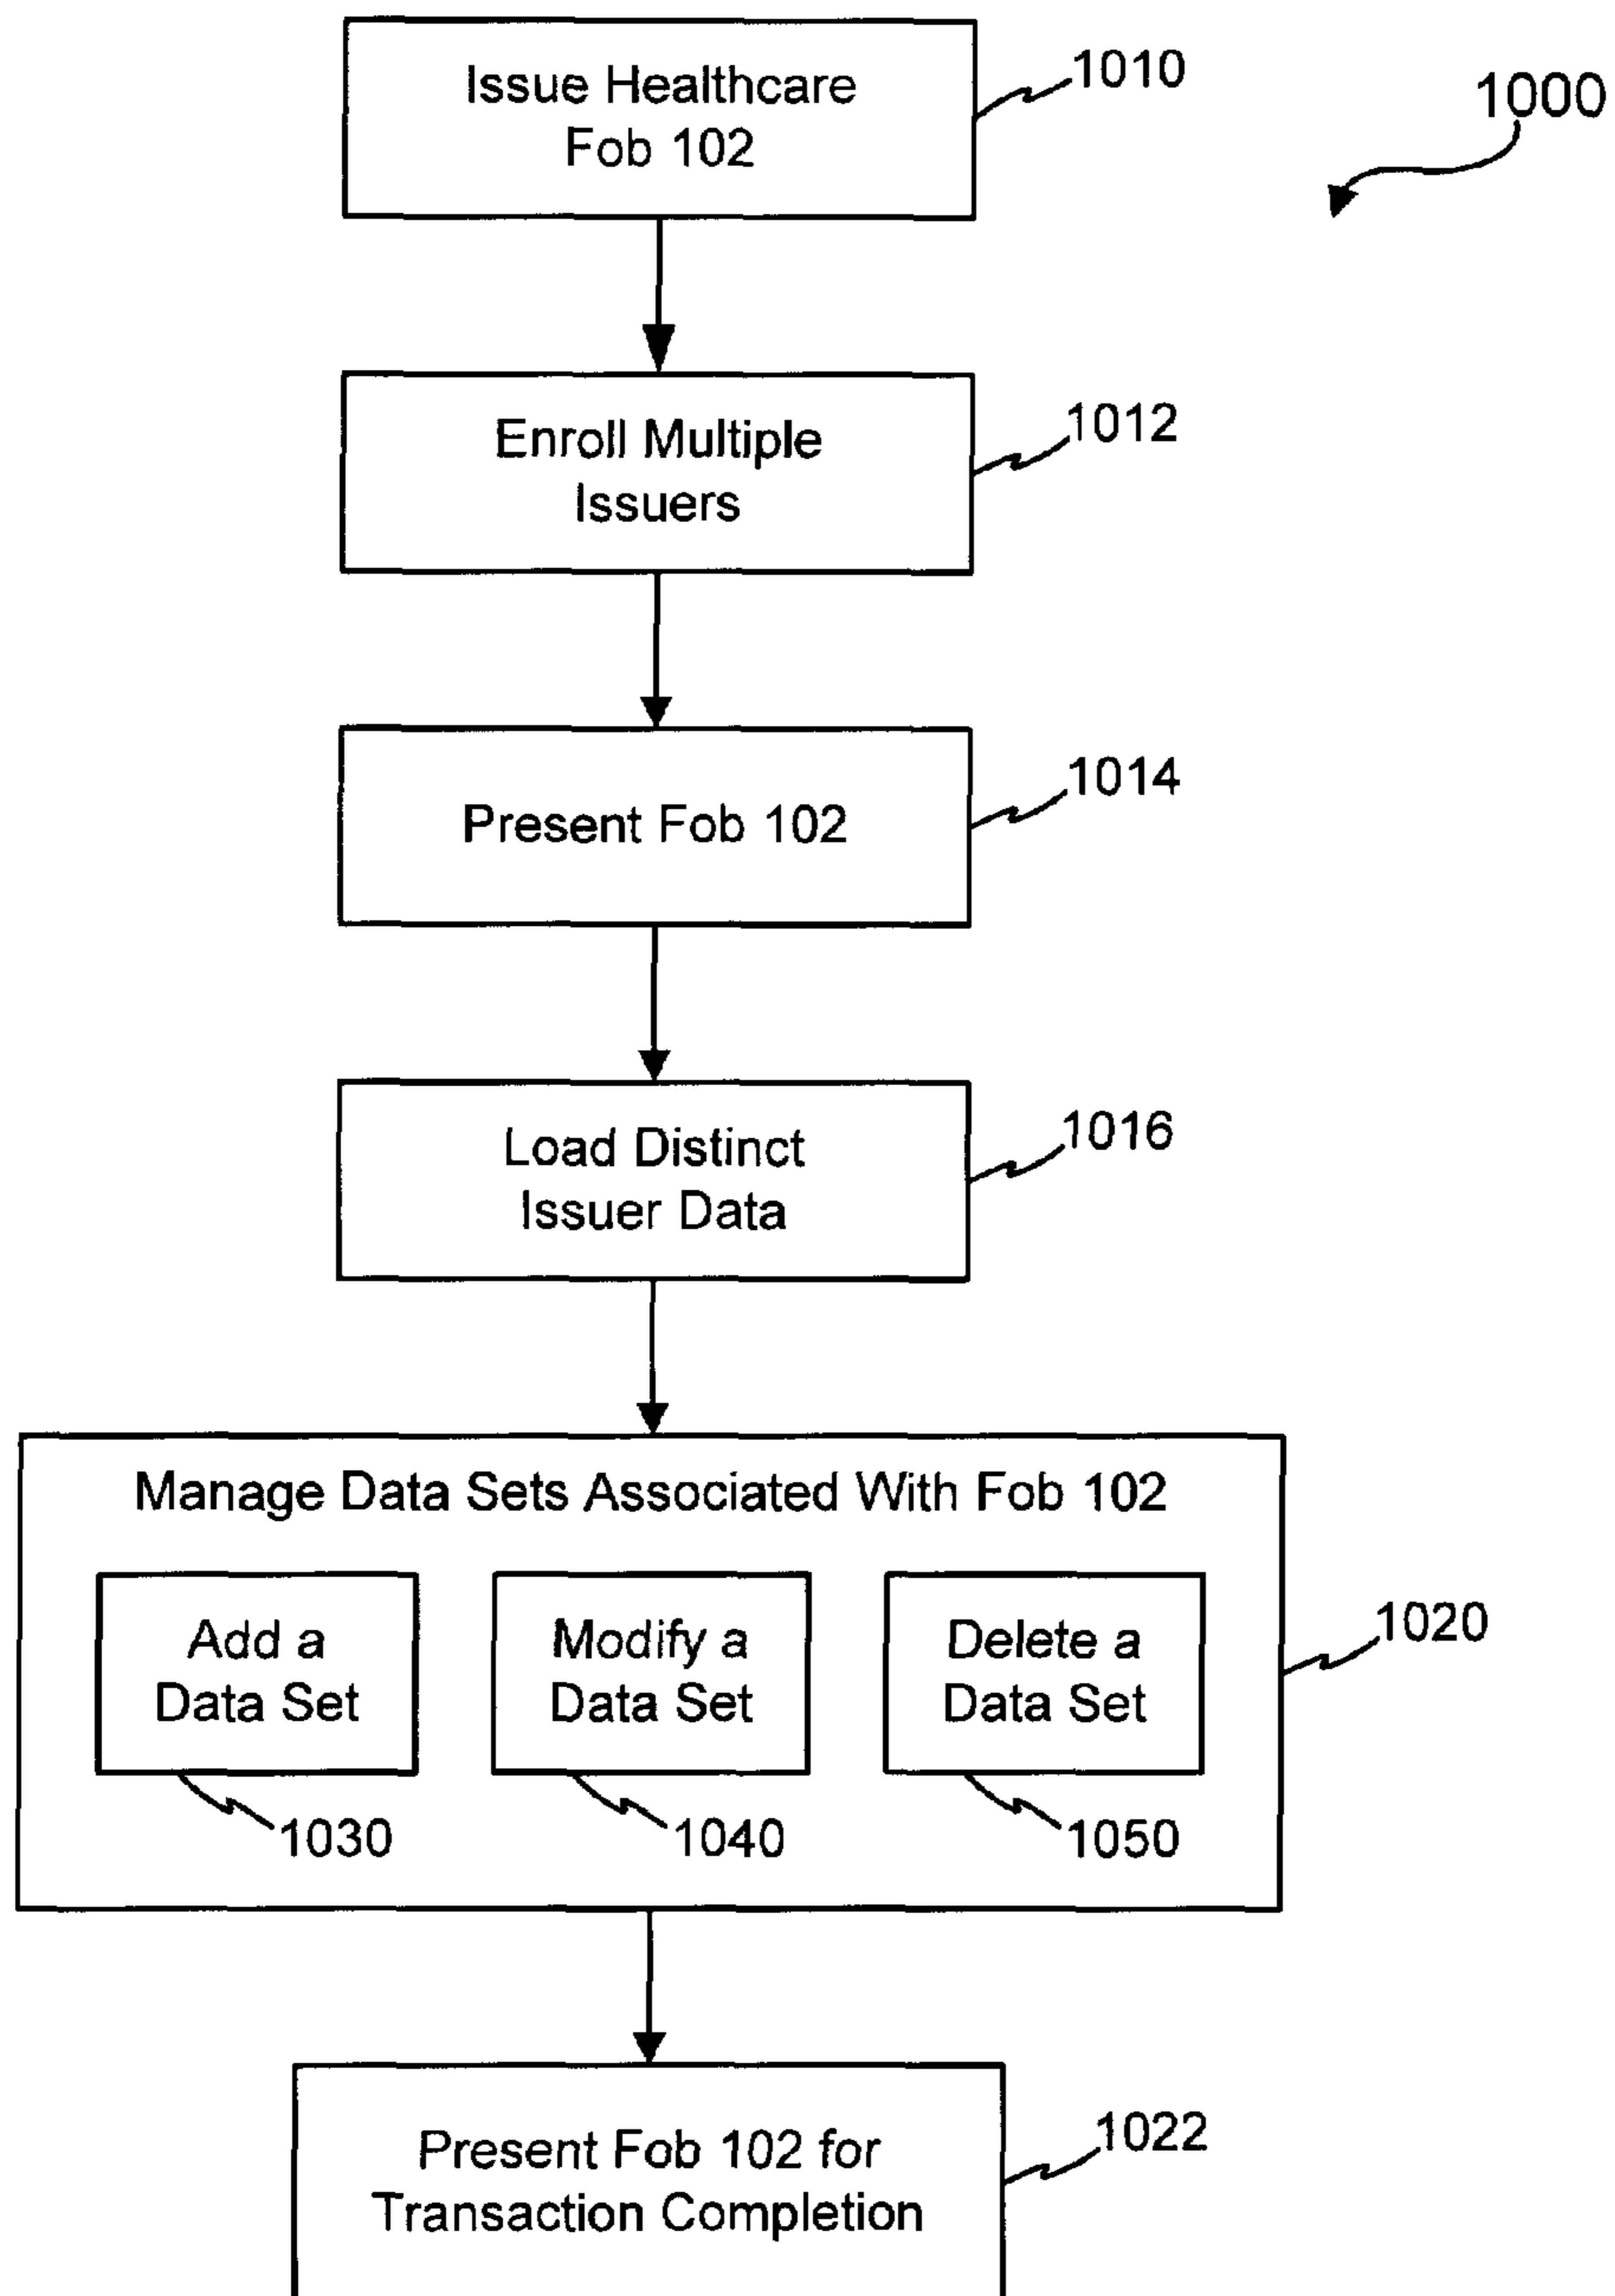 Issue Healthcare
Fob 102
1010
1000
Enroll Multiple
Issuers
1012
Present Fob 102
1014
Load Distinct
Issuer Data
1016
Manage Data Sets Associated With Fob 102
Add a
Data Set
Modify a
Data Set
Delete a
Data Set
1020
1030
1040
1050
Present Fob 102 for
Transaction Completion
1022